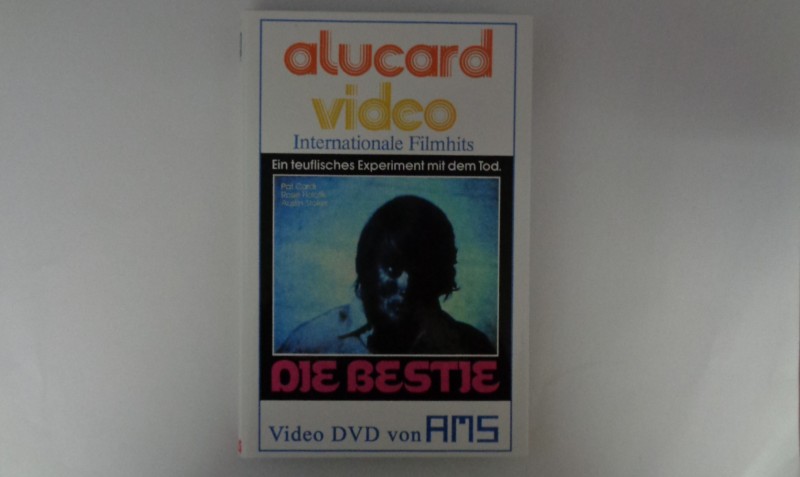 alucard
video
Internationale Filmhits
Ein teuflisches Experiment mit dem Tod.
DIE BESTIE
Video DVD von AMS